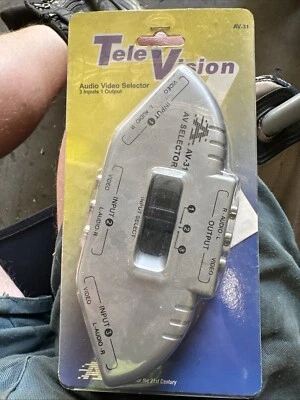 AV-31
TeleVision
Audio Video Selector
3 Inputs 1 Output
VIDEO
INPUT 1
L AUDIO R
AV-31
AV SELECTOR
VIDEO
INPUT 2
L-AUDIO-R
INPUT SELECT
1
2
3
R AUDIO L
OUTPUT
VIDEO
VIDEO
INPUT 3
L-AUDIO-R
of the 21st Century